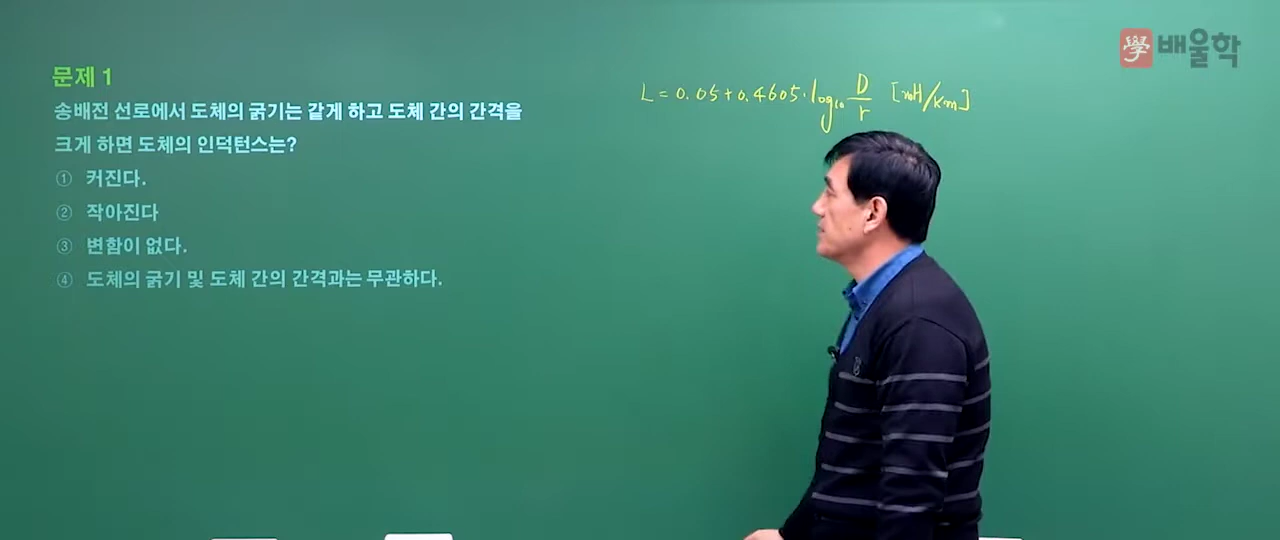 學 배울학
문제 1
송배전 선로에서 도체의 굵기는 같게 하고 도체 간의 간격을
크게 하면 도체의 인덕턴스는?
① 커진다.
② 작아진다
③ 변함이 없다.
④ 도체의 굵기 및 도체 간의 간격과는 무관하다.
L = 0.05 + 0.4605 · log₁₀ D/r [mH/km]